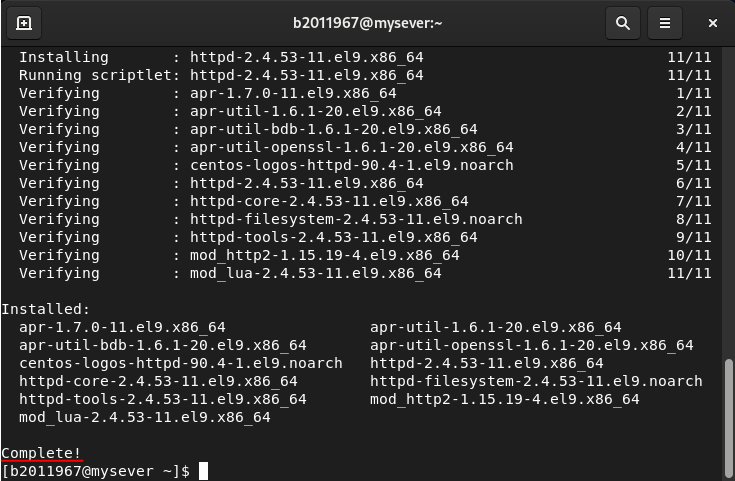 b2011967@mysever:~
Installing : httpd-2.4.53-11.el9.x86_64 11/11
Running scriptlet: httpd-2.4.53-11.el9.x86_64 11/11
Verifying : apr-1.7.0-11.el9.x86_64 1/11
Verifying : apr-util-1.6.1-20.el9.x86_64 2/11
Verifying : apr-util-bdb-1.6.1-20.el9.x86_64 3/11
Verifying : apr-util-openssl-1.6.1-20.el9.x86_64 4/11
Verifying : centos-logos-httpd-90.4-1.el9.noarch 5/11
Verifying : httpd-2.4.53-11.el9.x86_64 6/11
Verifying : httpd-core-2.4.53-11.el9.x86_64 7/11
Verifying : httpd-filesystem-2.4.53-11.el9.noarch 8/11
Verifying : httpd-tools-2.4.53-11.el9.x86_64 9/11
Verifying : mod_http2-1.15.19-4.el9.x86_64 10/11
Verifying : mod_lua-2.4.53-11.el9.x86_64 11/11
Installed:
apr-1.7.0-11.el9.x86_64 apr-util-1.6.1-20.el9.x86_64
apr-util-bdb-1.6.1-20.el9.x86_64 apr-util-openssl-1.6.1-20.el9.x86_64
centos-logos-httpd-90.4-1.el9.noarch httpd-2.4.53-11.el9.x86_64
httpd-core-2.4.53-11.el9.x86_64 httpd-filesystem-2.4.53-11.el9.noarch
httpd-tools-2.4.53-11.el9.x86_64 mod_http2-1.15.19-4.el9.x86_64
mod_lua-2.4.53-11.el9.x86_64
Complete!
[b2011967@mysever ~]$